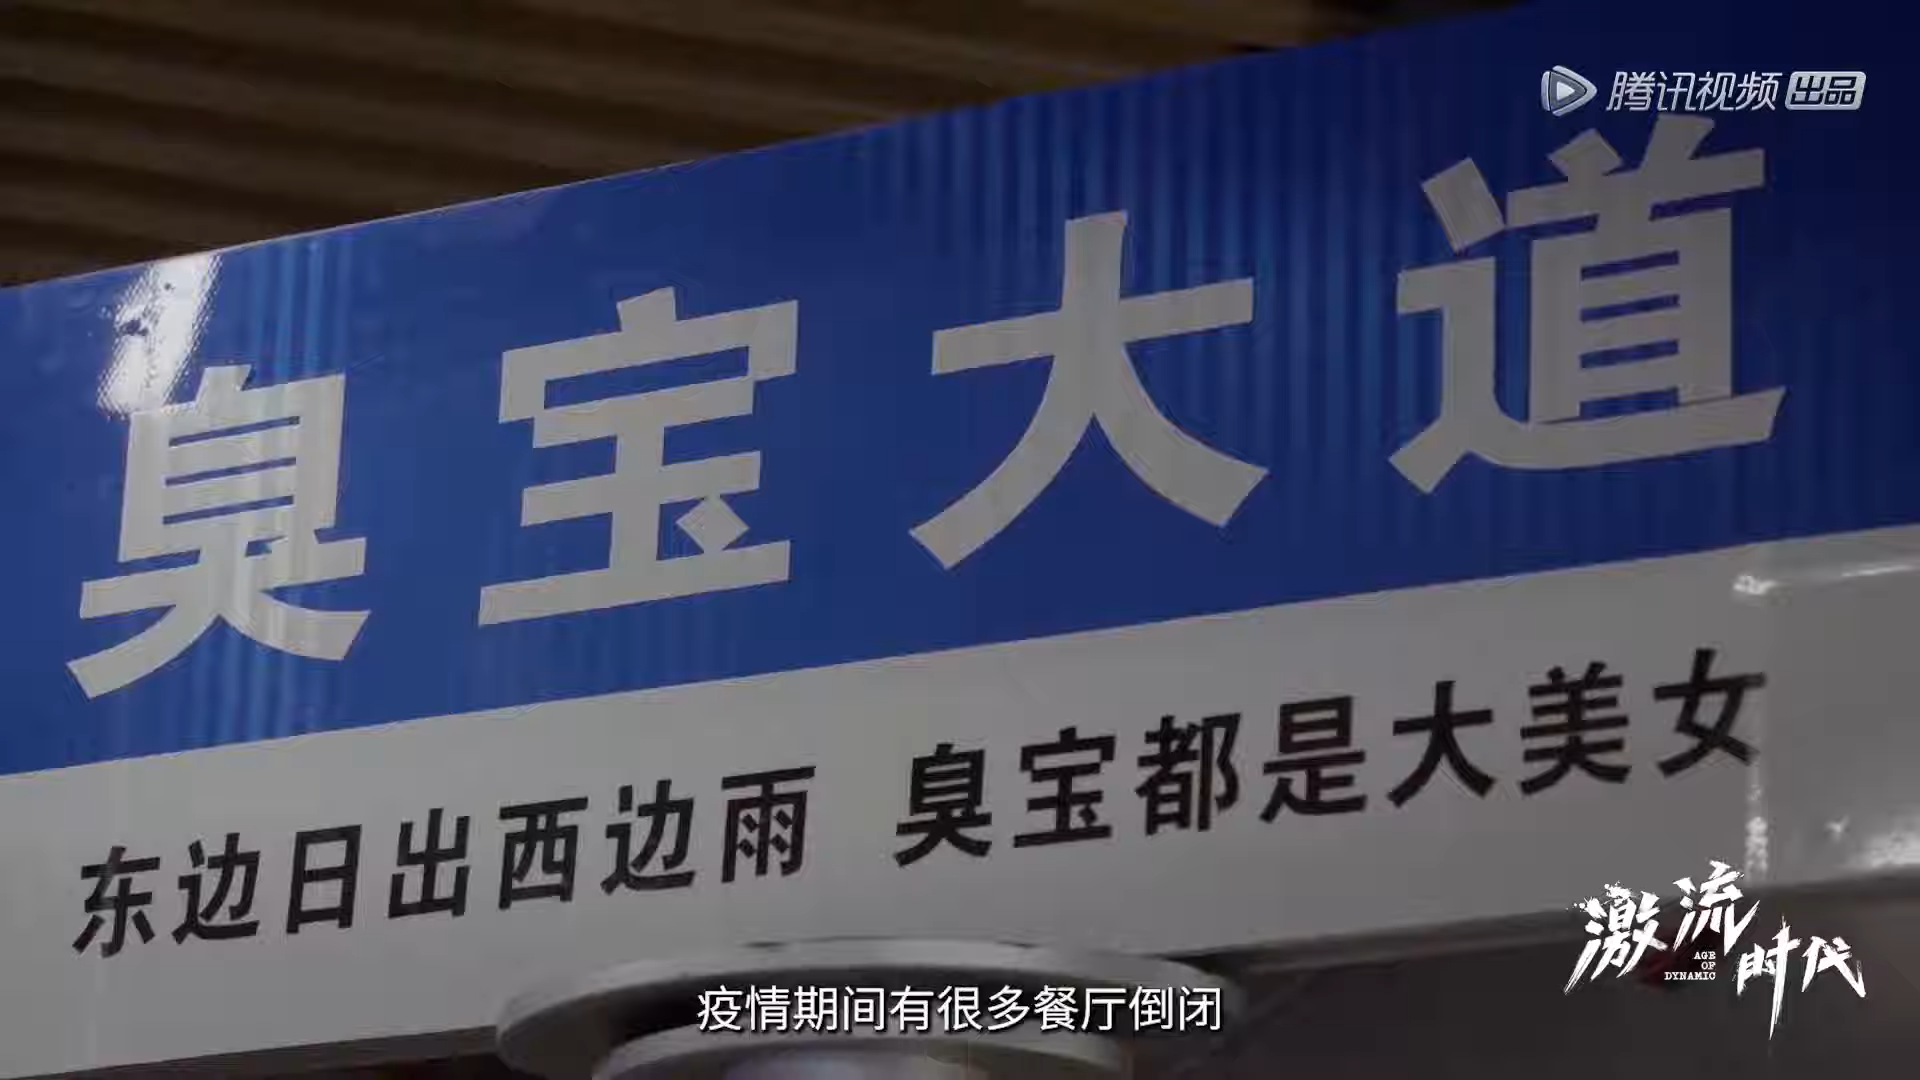 腾讯视频 出品
臭宝大道
东边日出西边雨 臭宝都是大美女
激流时代
AGE
OF
DYNAMIC
疫情期间有很多餐厅倒闭